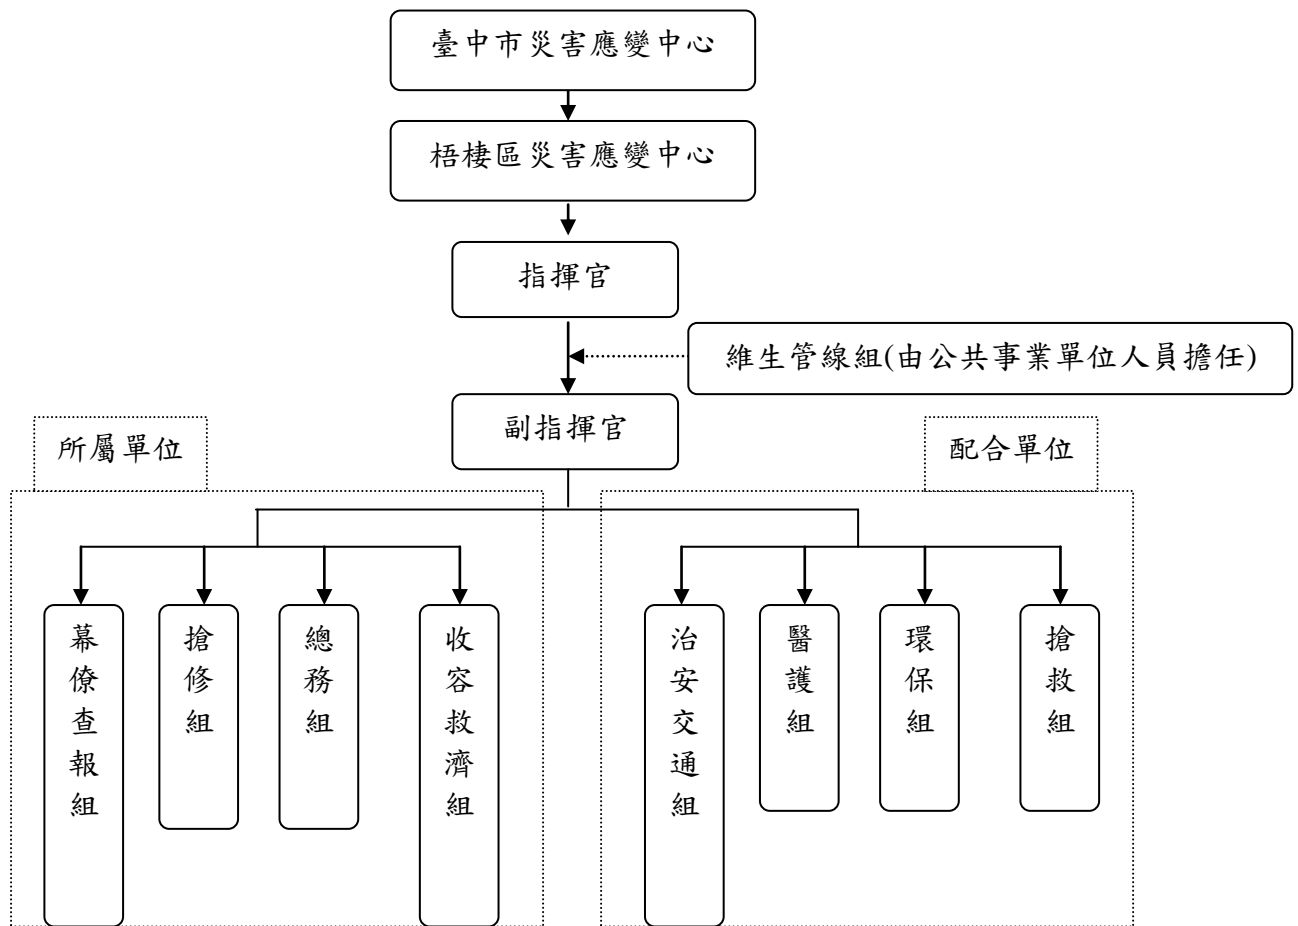 臺中市災害應變中心
梧棲區災害應變中心
指揮官
維生管線組(由公共事業單位人員擔任)
副指揮官
所屬單位
配合單位
幕僚查報組
搶修組
總務組
收容救濟組
治安交通組
醫護組
環保組
搶救組